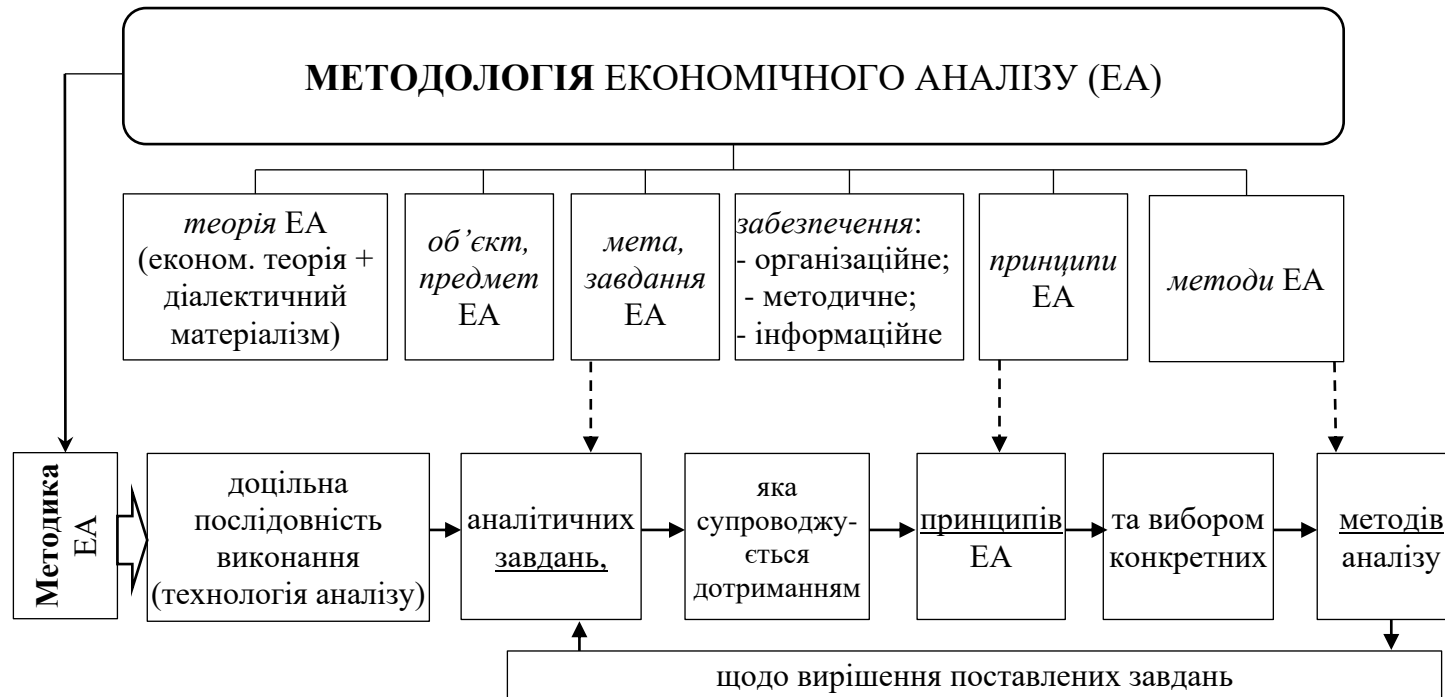 МЕТОДОЛОГІЯ ЕКОНОМІЧНОГО АНАЛІЗУ (ЕА)
теорія ЕА
(економ. теорія +
діалектичний
матеріалізм)
об’єкт,
предмет
ЕА
мета,
завдання
ЕА
забезпечення:
- організаційне;
- методичне;
- інформаційне
принципи
ЕА
методи ЕА
Методика
ЕА
доцільна
послідовність
виконання
(технологія аналізу)
аналітичних
завдань,
яка
супроводжу-
ється
дотриманням
принципів
ЕА
та вибором
конкретних
методів
аналізу
щодо вирішення поставлених завдань